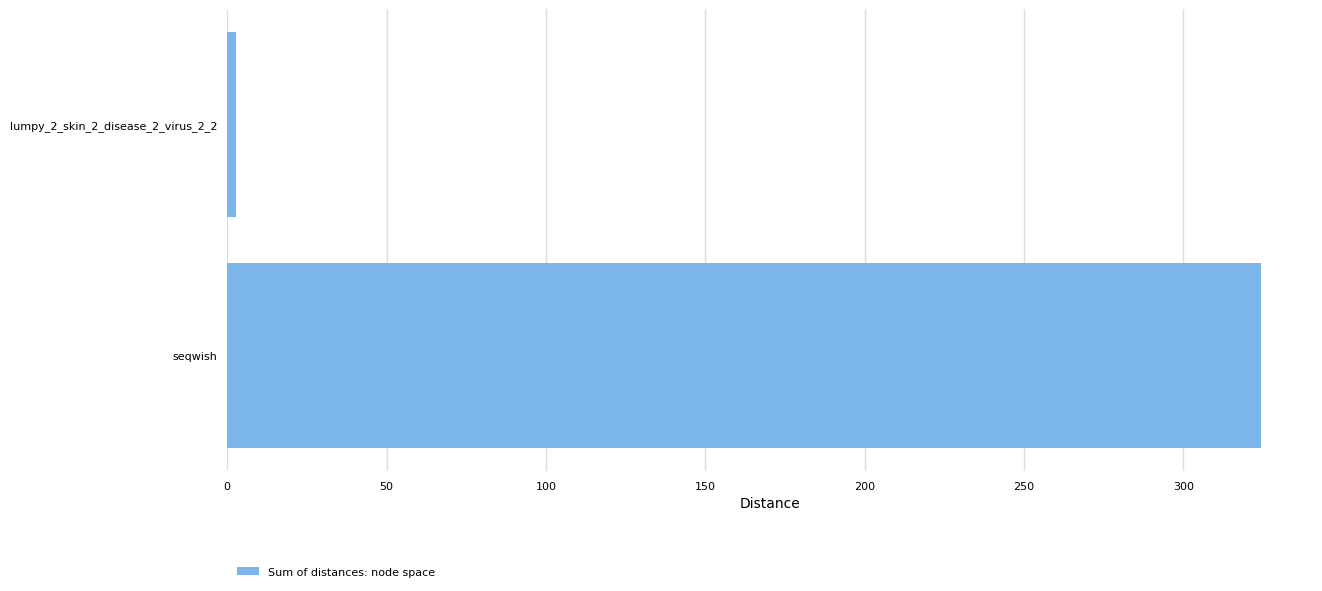 lumpy_2_skin_2_disease_2_virus_2_2
seqwish
0 50 100 150 200 250 300
Distance
Sum of distances: node space